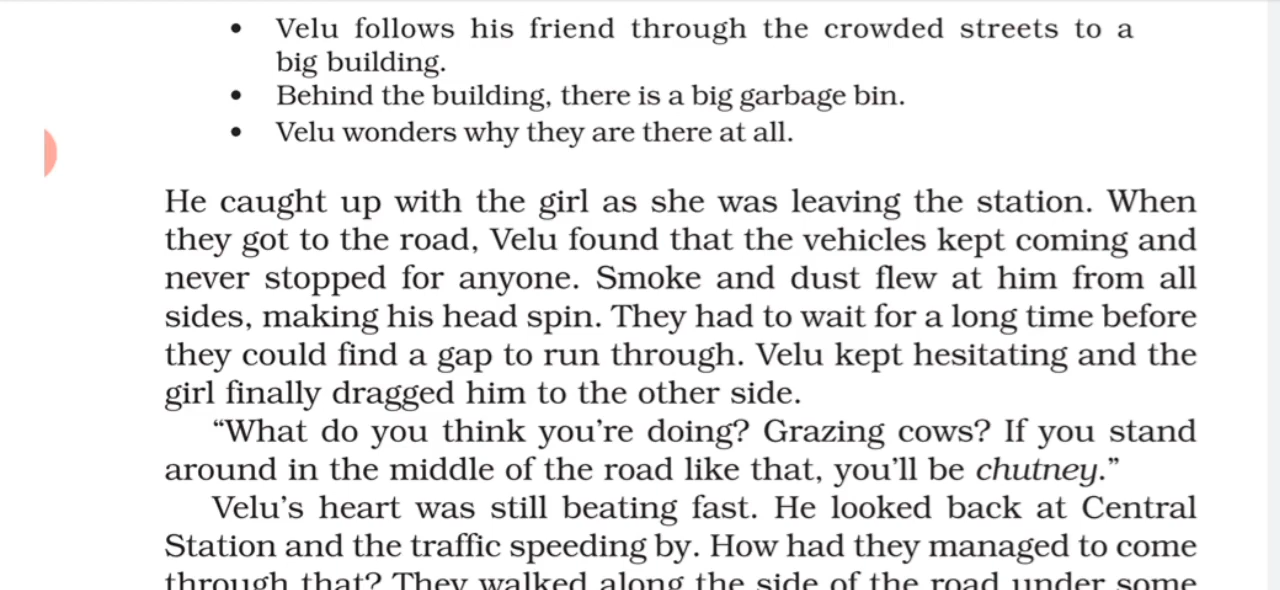 • Velu follows his friend through the crowded streets to a
big building.
• Behind the building, there is a big garbage bin.
• Velu wonders why they are there at all.
He caught up with the girl as she was leaving the station. When
they got to the road, Velu found that the vehicles kept coming and
never stopped for anyone. Smoke and dust flew at him from all
sides, making his head spin. They had to wait for a long time before
they could find a gap to run through. Velu kept hesitating and the
girl finally dragged him to the other side.
“What do you think you’re doing? Grazing cows? If you stand
around in the middle of the road like that, you’ll be chutney.”
Velu’s heart was still beating fast. He looked back at Central
Station and the traffic speeding by. How had they managed to come
through that? They walked along the side of the road under some